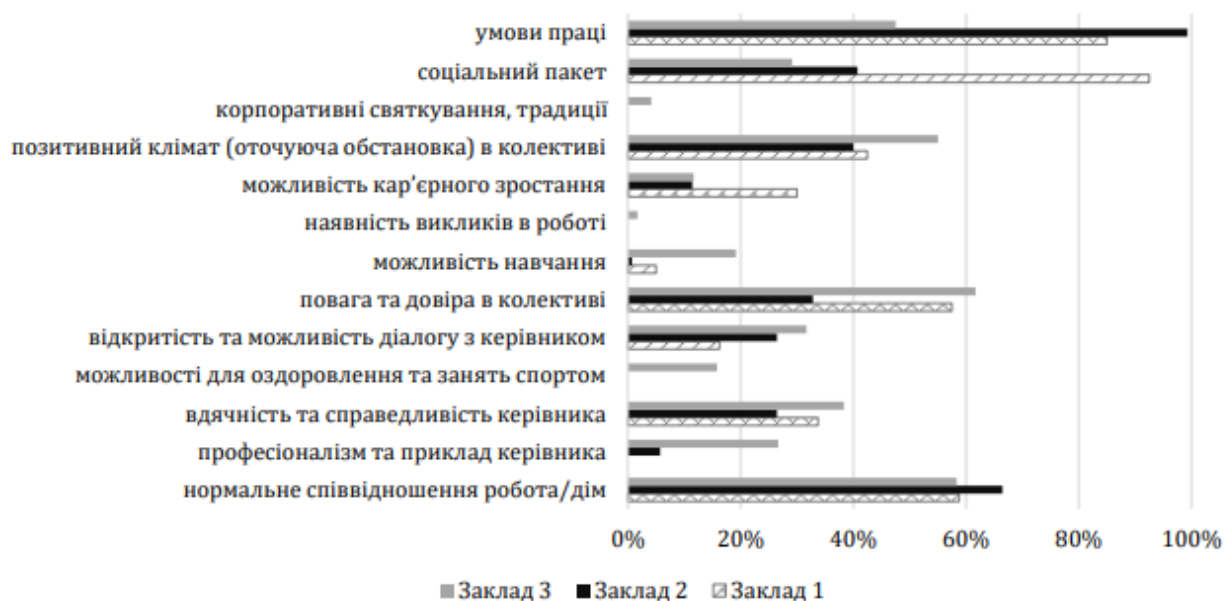 умови праці
соціальний пакет
корпоративні святкування, традиції
позитивний клімат (оточуюча обстановка) в колективі
можливість кар’єрного зростання
наявність викликів в роботі
можливість навчання
повага та довіра в колективі
відкритість та можливість діалогу з керівником
можливості для оздоровлення та занять спортом
вдячність та справедливість керівника
професіоналізм та приклад керівника
нормальне співвідношення робота/дім
0% 20% 40% 60% 80% 100%
Заклад 3 Заклад 2 Заклад 1